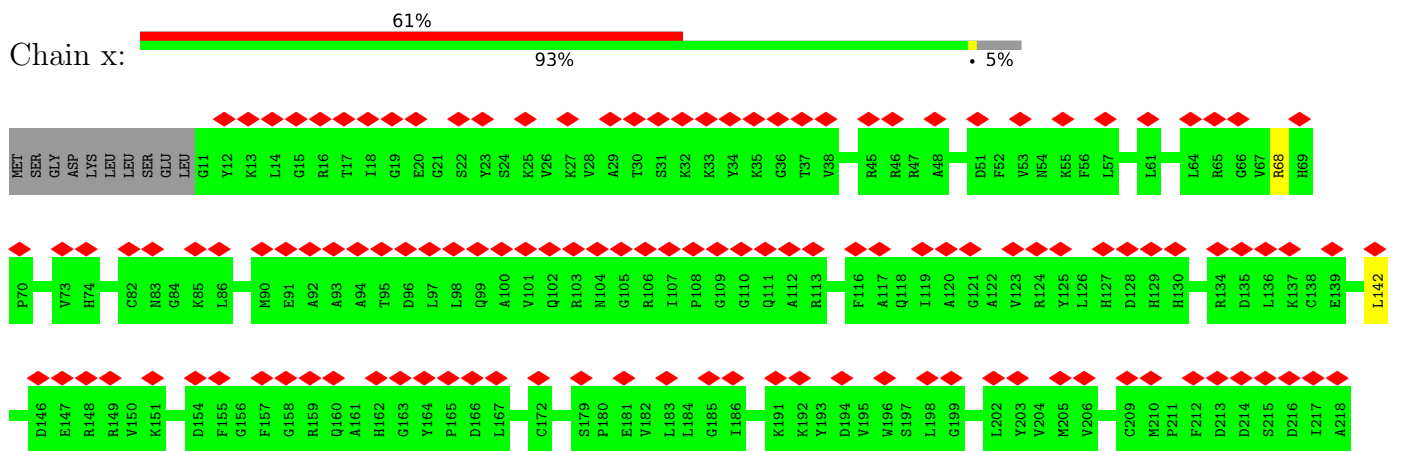 61%
Chain x:
93%
• 5%
MET SER GLY ASP LYS LEU LEU SER GLU LEU G11 Y12 K13 L14 G15 R16 T17 I18 G19 E20 G21 S22 Y23 S24 K25 V26 K27 V28 A29 T30 S31 K32 K33 Y34 K35 G36 T37 V38 R45 R46 R47 A48 D51 F52 V53 N54 K55 F56 L57 L61 L64 R65 G66 V67 R68 H69
P70 V73 H74 C82 N83 G84 K85 L86 M90 E91 A92 A93 A94 T95 D96 L97 L98 Q99 A100 V101 Q102 R103 N104 G105 R106 I107 P108 G109 G110 Q111 A112 R113 F116 A117 Q118 I119 A120 G121 A122 V123 R124 Y125 L126 H127 D128 H129 H130 R134 D135 L136 K137 C138 E139 L142
D146 E147 R148 R149 V150 K151 D154 F155 G156 F157 G158 R159 Q160 A161 H162 G163 Y164 P165 D166 L167 C172 S179 P180 E181 V182 L183 L184 G185 I186 K191 K192 Y193 D194 V195 W196 S197 L198 G199 L202 Y203 V204 M205 V206 C209 M210 P211 F212 D213 D214 S215 D216 I217 A218